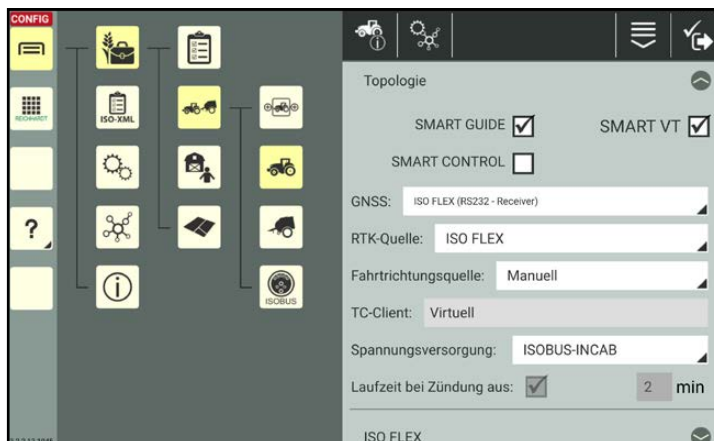 CONFIG
REICHHARDT
ISO-XML
?
ISOBUS
Topologie
SMART GUIDE
SMART VT
SMART CONTROL
GNSS: ISO FLEX (RS232 - Receiver)
RTK-Quelle: ISO FLEX
Fahrtrichtungsquelle: Manuell
TC-Client: Virtuell
Spannungsversorgung: ISOBUS-INCAB
Laufzeit bei Zündung aus: 2 min
ISO FLEX